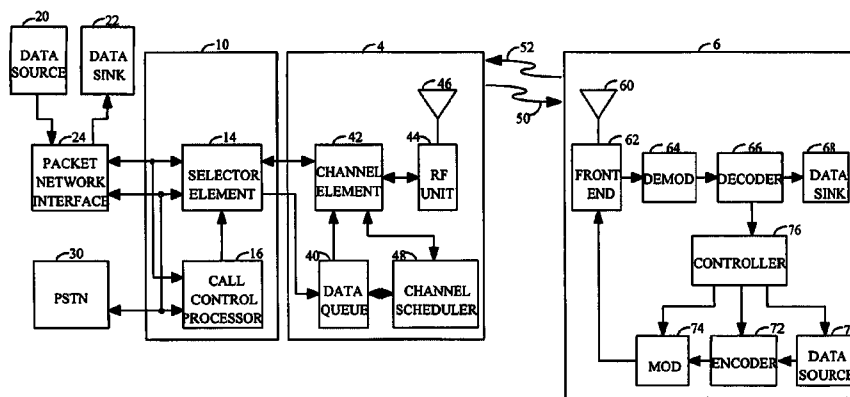 20
22
DATA
SOURCE
DATA
SINK
10
4
52
6
24
PACKET
NETWORK
INTERFACE
14
SELECTOR
ELEMENT
42
CHANNEL
ELEMENT
46
44
RF
UNIT
50
60
62
FRONT
END
64
DEMOD
66
DECODER
68
DATA
SINK
30
PSTN
16
CALL
CONTROL
PROCESSOR
40
DATA
QUEUE
48
CHANNEL
SCHEDULER
76
CONTROLLER
74
MOD
72
ENCODER
DATA
SOURCE